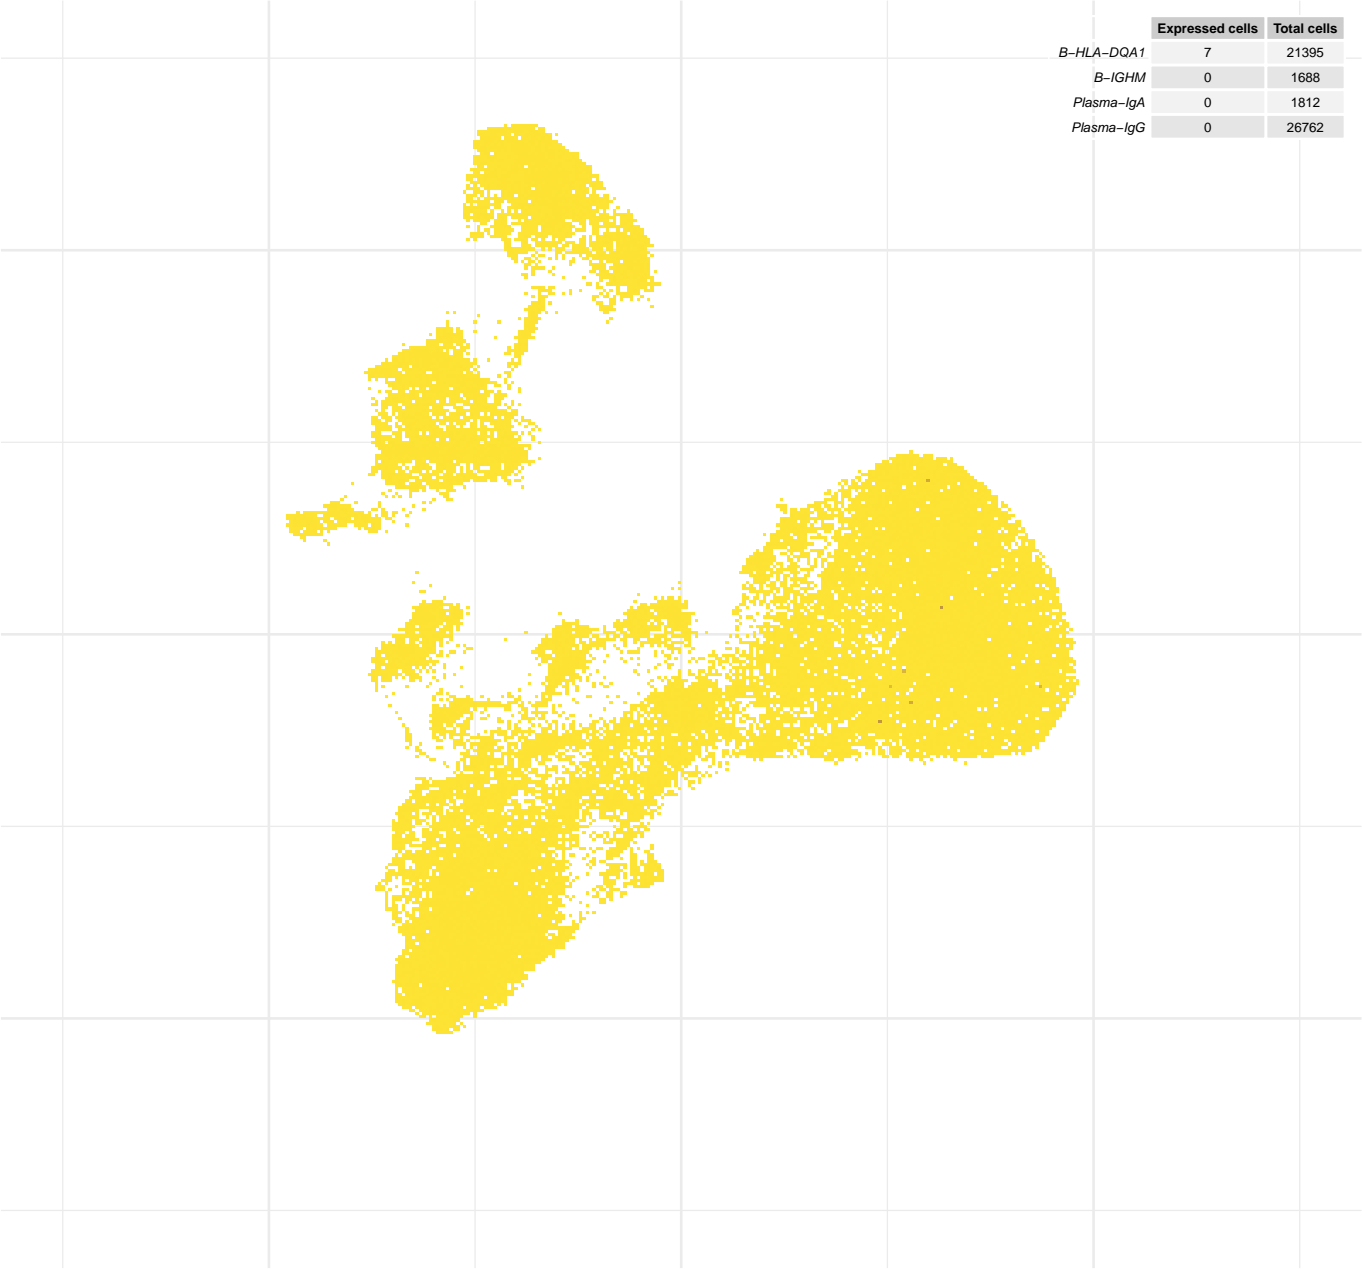 Expressed cells Total cells
B−HLA−DQA1 7 21395
B−IGHM 0 1688
Plasma−IgA 0 1812
Plasma−IgG 0 26762